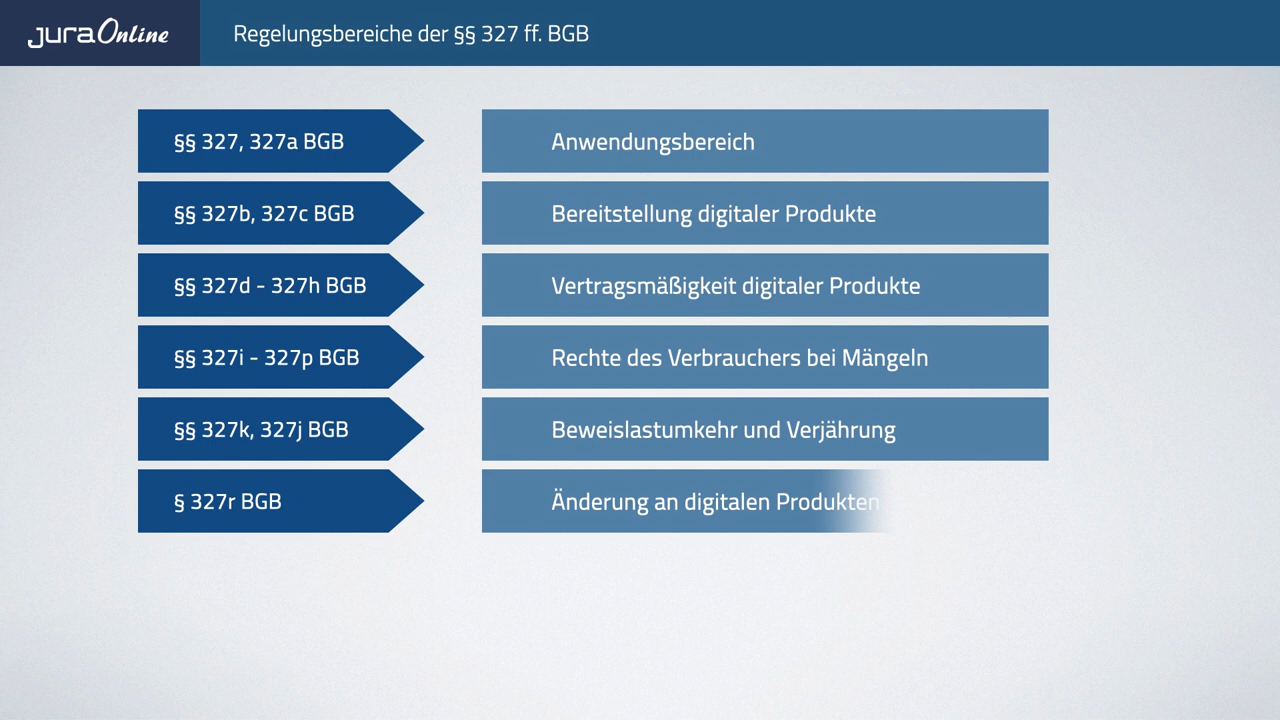 juraOnline
Regelungsbereiche der §§ 327 ff. BGB
§§ 327, 327a BGB
Anwendungsbereich
§§ 327b, 327c BGB
Bereitstellung digitaler Produkte
§§ 327d - 327h BGB
Vertragsmäßigkeit digitaler Produkte
§§ 327i - 327p BGB
Rechte des Verbrauchers bei Mängeln
§§ 327k, 327j BGB
Beweislastumkehr und Verjährung
§ 327r BGB
Änderung an digitalen Produkten